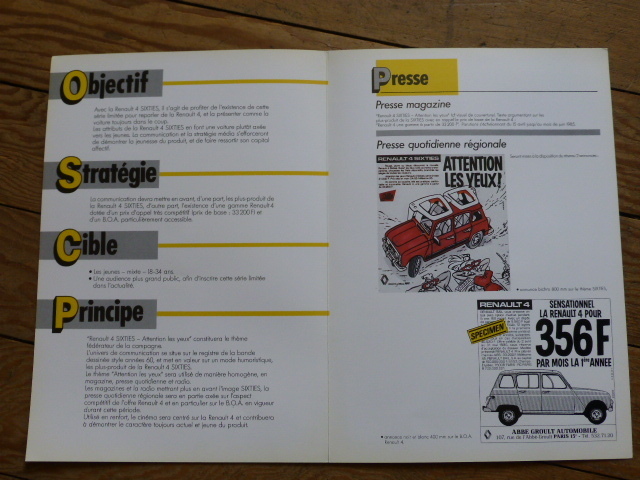 Objectif
Avec la Renault 4 SIXTIES, il s'agit de profiter de l'existence de cette
série limitée pour reparler de la Renault 4, et la présenter comme la
voiture toujours dans le coup.
Les attributs de la Renault 4 SIXTIES en font une voiture plutôt axée
vers les jeunes. La communication et la stratégie média s'efforceront
de démontrer la jeunesse du produit, et de faire ressortir son capital
affectif.
Stratégie
La communication devra mettre en avant, d'une part, les plus-produit de
la Renault 4 SIXTIES, d'autre part, l'existence d'une gamme Renault 4
dotée d'un prix d'appel très compétitif (prix de base : 33200 F) et
d'un B.O.A. particulièrement accessible.
Cible
• Les jeunes – mixte – 18-34 ans.
• Une audience plus grand public, afin d'inscrire cette série limitée
dans l'actualité.
Principe
"Renault 4 SIXTIES – Attention les yeux" constituera le thème
fédérateur de la campagne.
L'univers de communication se situe sur le registre de la bande
dessinée style années 60, et met en valeur sur un mode humoristique,
les plus-produit de la Renault 4 SIXTIES.
Le thème "Attention les yeux" sera utilisé de manière homogène, en
magazine, presse quotidienne et radio.
Les magazines et la radio mettront plus en avant l'image SIXTIES, la
presse quotidienne régionale sera en partie axée sur l'aspect
compétitif de l'offre Renault 4 et en particulier sur le B.O.A. en vigueur
durant cette période.
Utilisé en renfort, le cinéma sera centré sur la Renault 4 et contribuera
à démontrer le caractère toujours actuel et jeune du produit.
Presse
Presse magazine
Presse quotidienne régionale
RENAULT 4 SIXTIES
ATTENTION
LES YEUX!
RENAULT
RENAULT 4
SPECIMEN
SENSATIONNEL
LA RENAULT 4 POUR
356F
PAR MOIS LA 1ère ANNÉE
ABBE GROULT AUTOMOBILE
107, rue de l'Abbé-Groult PARIS 15e